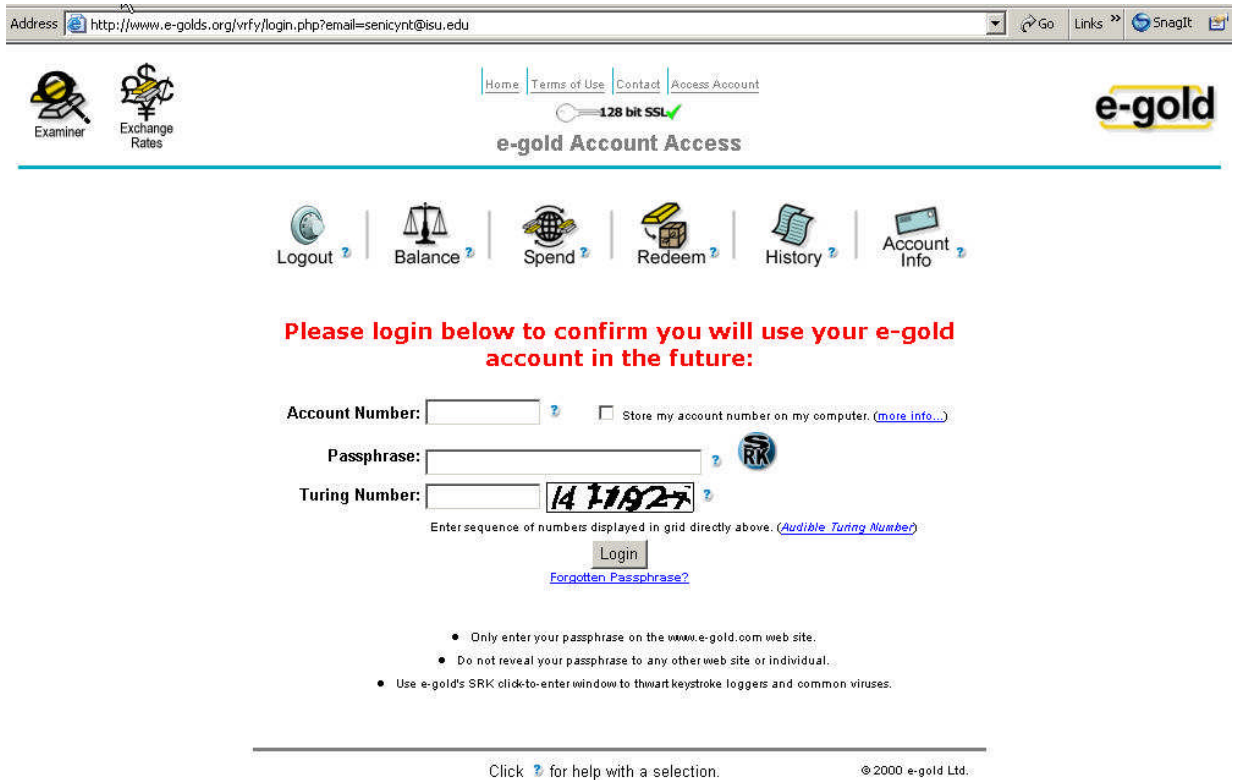 Address http://www.e-golds.org/vrfy/login.php?email=senicynt@isu.edu Go Links » SnagIt
Home Terms of Use Contact Access Account
128 bit SSL
e-gold Account Access
Examiner
Exchange
Rates
e-gold
Logout ? Balance ? Spend ? Redeem ? History ? Account
Info ?
Please login below to confirm you will use your e-gold
account in the future:
Account Number: ? Store my account number on my computer. (more info...)
Passphrase: ? SRK
Turing Number: ?
Enter sequence of numbers displayed in grid directly above. (Audible Turing Number)
Login
Forgotten Passphrase?
• Only enter your passphrase on the www.e-gold.com web site.
• Do not reveal your passphrase to any other web site or individual.
• Use e-gold's SRK click-to-enter window to thwart keystroke loggers and common viruses.
Click ? for help with a selection. © 2000 e-gold Ltd.